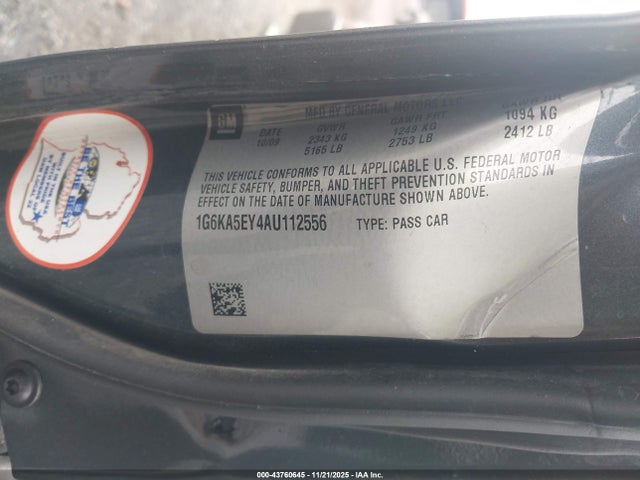 GM
MFD BY GENERAL MOTORS LLC
DATE GVWR GAWR FRT GAWR RR
10/09 2343 KG 1249 KG 1094 KG
5165 LB 2753 LB 2412 LB
THIS VEHICLE CONFORMS TO ALL APPLICABLE U.S. FEDERAL MOTOR
VEHICLE SAFETY, BUMPER, AND THEFT PREVENTION STANDARDS IN
EFFECT ON THE DATE OF MANUFACTURE SHOWN ABOVE.
1G6KA5EY4AU112556 TYPE: PASS CAR
000-43760645 - 11/21/2025 - IAA Inc.